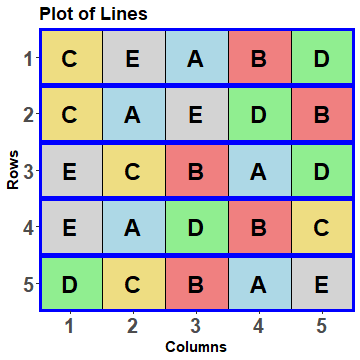 Plot of Lines
Rows
1 C E A B D
2 C A E D B
3 E C B A D
4 E A D B C
5 D C B A E
1 2 3 4 5
Columns